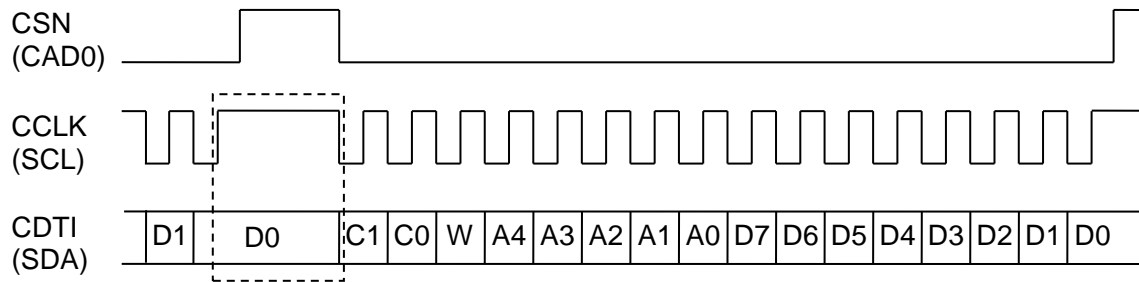 CSN
(CAD0)
CCLK
(SCL)
CDTI
(SDA)
D1 D0 C1 C0 W A4 A3 A2 A1 A0 D7 D6 D5 D4 D3 D2 D1 D0